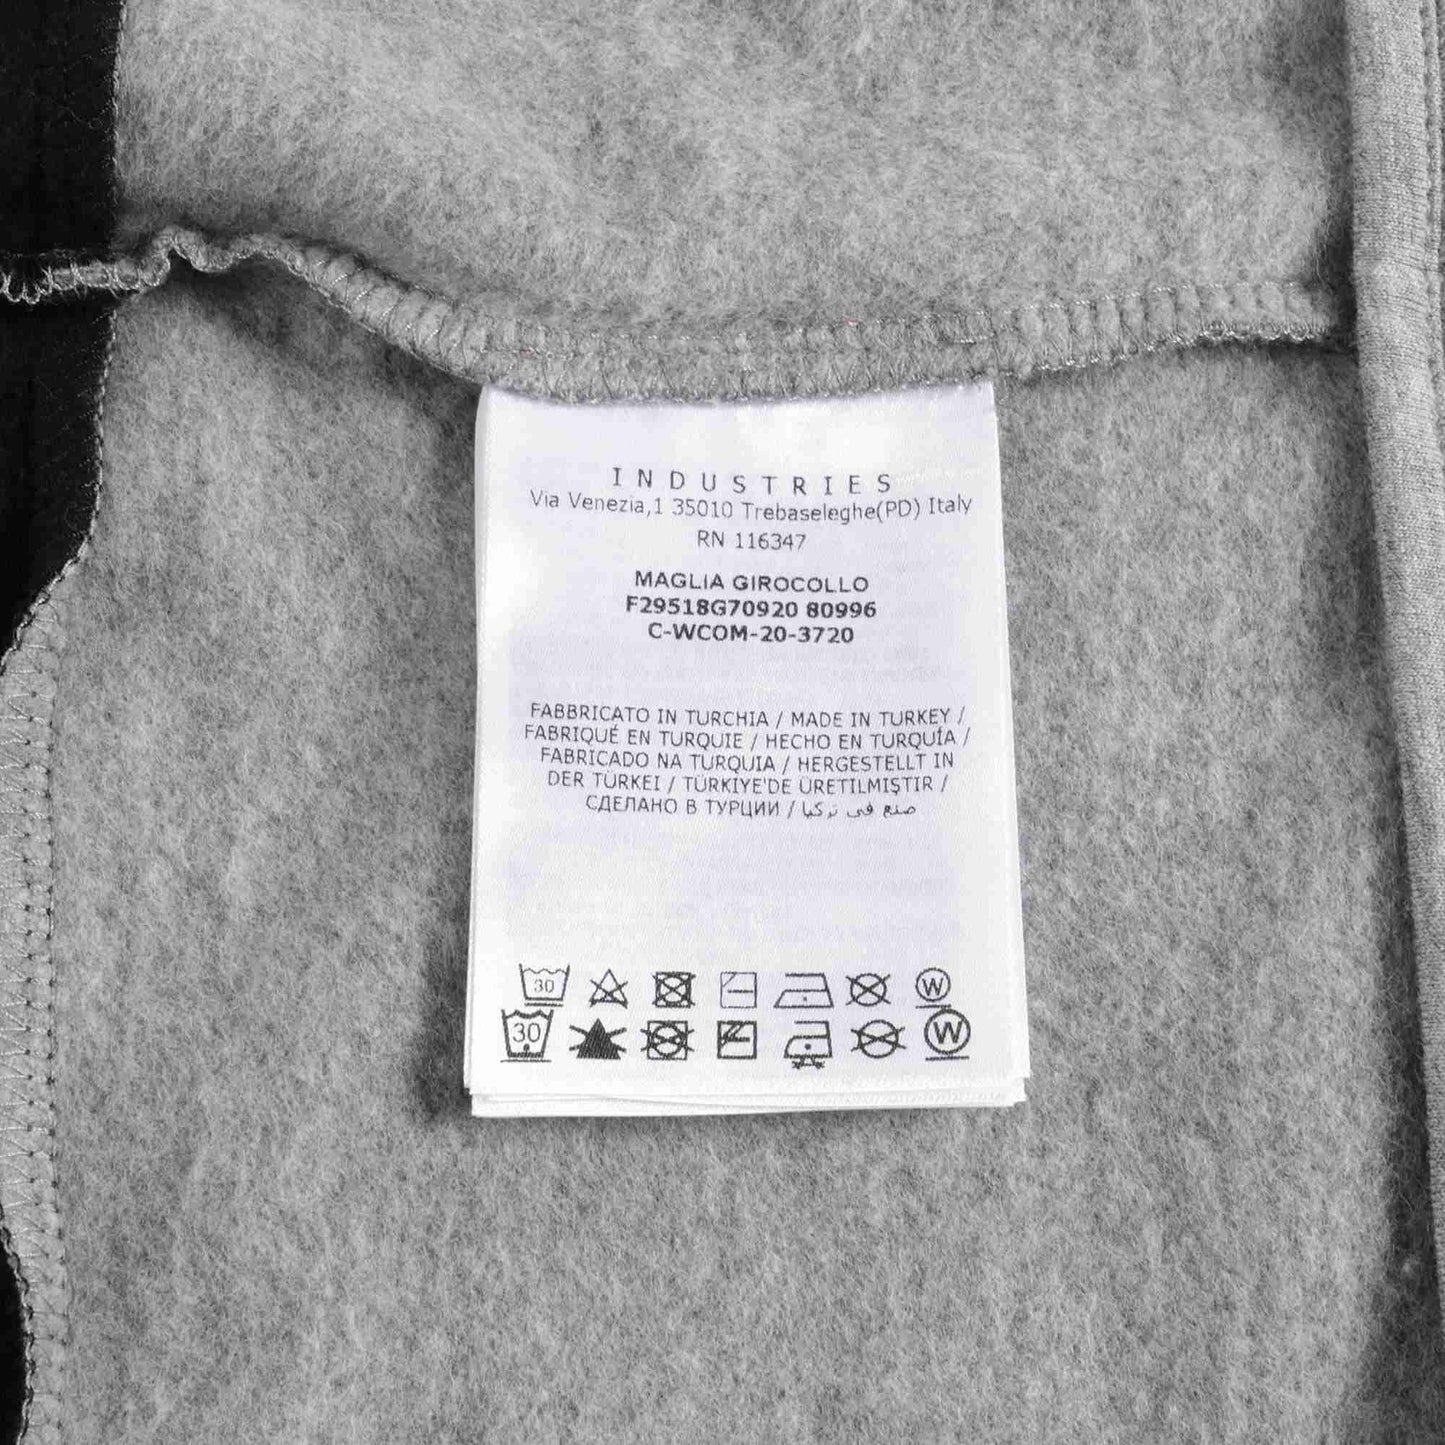 INDUSTRIES
Via Venezia,1 35010 Trebaseleghe(PD) Italy
RN 116347
MAGLIA GIROCOLLO
F29518G70920 80996
C-WCOM-20-3720
FABBRICATO IN TURCHIA / MADE IN TURKEY /
FABRIQUÉ EN TURQUIE / HECHO EN TURQUÍA /
FABRICADO NA TURQUIA / HERGESTELLT IN
DER TÜRKEI / TÜRKIYE'DE ÜRETILMIŞTIR /
СДЕЛАНО В ТУРЦИИ / صنع في تركيا
30 W
30 W